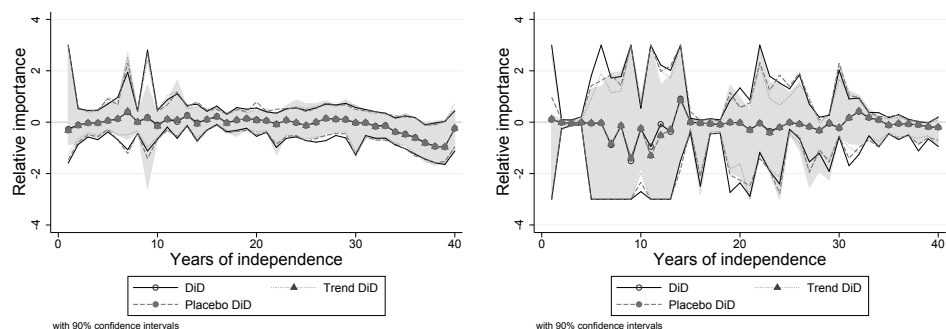 4
2
0
-2
-4
Relative importance
0
10
20
30
40
Years of independence
DiD
Trend DiD
Placebo DiD
with 90% confidence intervals
4
2
0
-2
-4
Relative importance
0
10
20
30
40
Years of independence
DiD
Trend DiD
Placebo DiD
with 90% confidence intervals